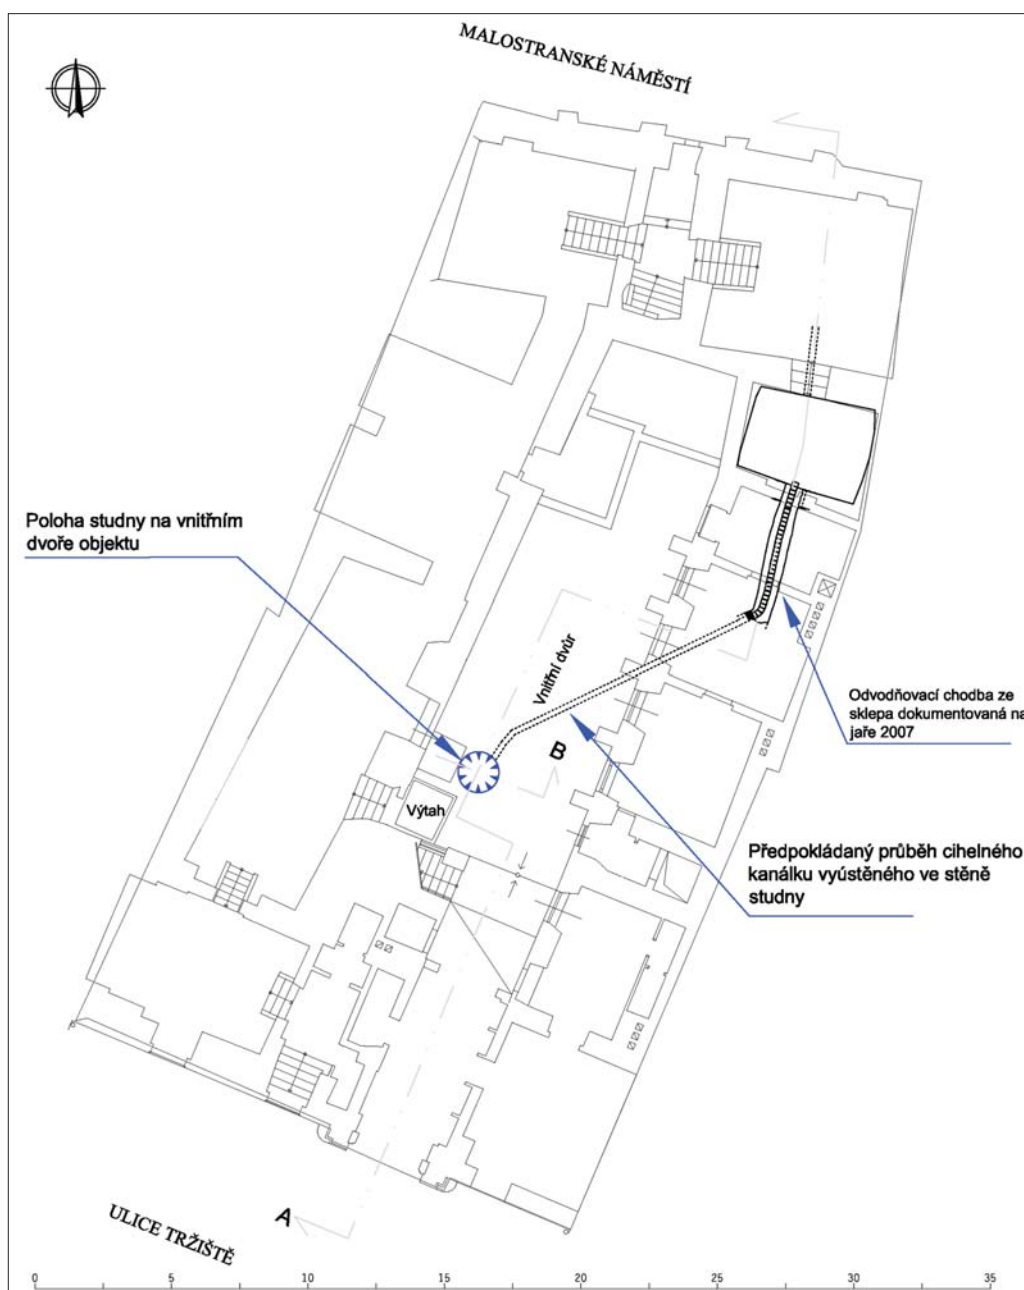 MALOSTRANSKÉ NÁMĚSTÍ
Poloha studny na vnitřním
dvoře objektu
Vnitřní dvůr
Odvodňovací chodba ze
sklepa dokumentovaná na
jaře 2007
B
Výtah
Předpokládaný průběh cihelného
kanálku vyústěného ve stěně
studny
A
ULICE TRŽIŠTĚ
0 5 10 15 20 25 30 35